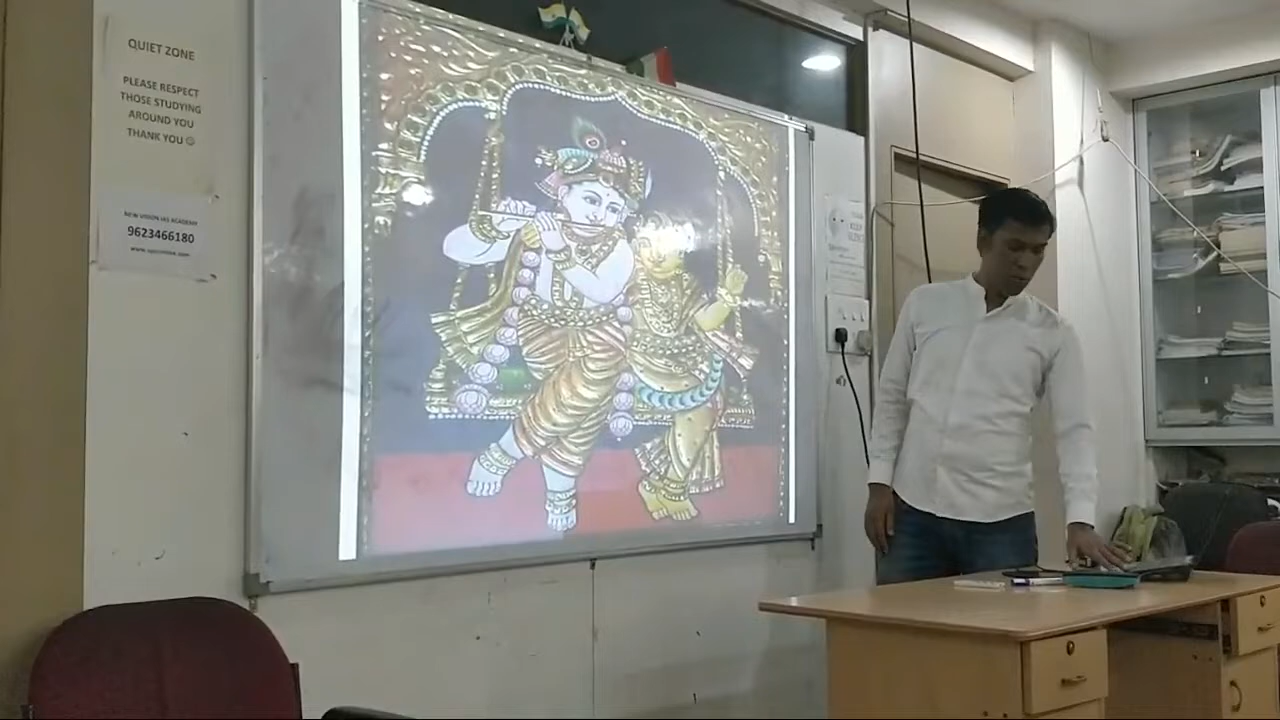 QUIET ZONE
PLEASE RESPECT
THOSE STUDYING
AROUND YOU
THANK YOU ☺
NEW VISION IAS ACADEMY
9623466180